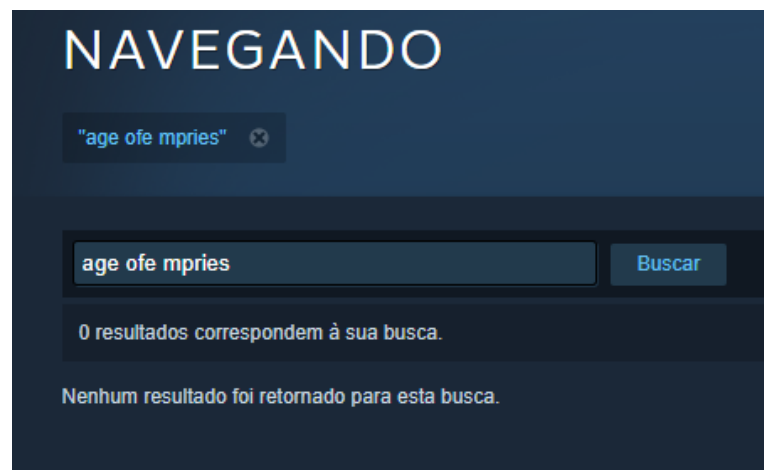 NAVEGANDO
"age ofe mpries"
age ofe mpries
Buscar
0 resultados correspondem à sua busca.
Nenhum resultado foi retornado para esta busca.